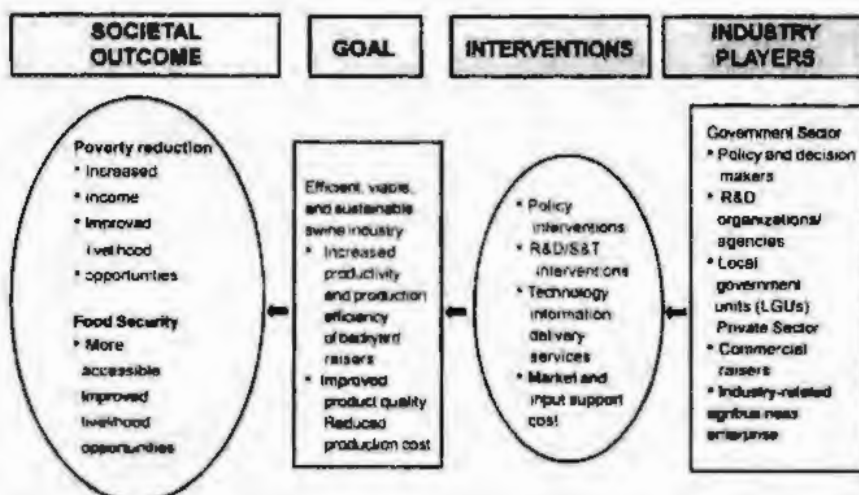 SOCIETAL
OUTCOME
GOAL
INTERVENTIONS
INDUSTRY
PLAYERS
Poverty reduction
* Increased
* income
* Improved
livelihood
* opportunities
Food Security
* More
accessible
improved
livelihood
opportunities
Efficient, viable,
and sustainable
swine industry
* Increased
productivity
and production
efficiency
of backyard
raisers
* Improved
product quality
Reduced
production cost
* Policy
interventions
* R&D/S&T
interventions
* Technology
information
delivery
services
* Market and
input support
cost
Government Sector
* Policy and decision
makers
* R&D
organizations/
agencies
* Local
government
units (LGUs)
Private Sector
* Commercial
raisers
* Industry-related
agribusiness
enterprise